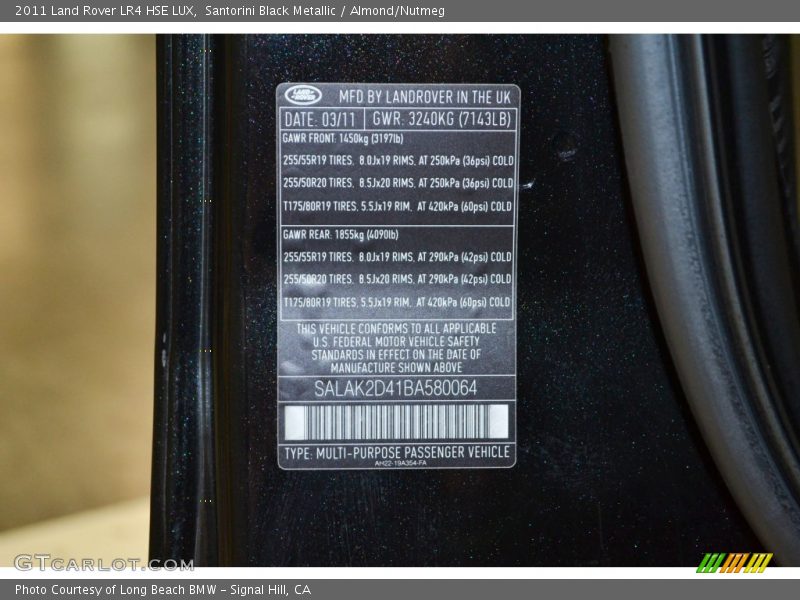 2011 Land Rover LR4 HSE LUX,  Santorini Black Metallic / Almond/Nutmeg
LAND ROVER
MFD BY LANDROVER IN THE UK
DATE: 03/11 GWR: 3240KG (7143LB)
GAWR FRONT: 1450kg (3197lb)
255/55R19 TIRES, 8.0Jx19 RIMS, AT 250kPa (36psi) COLD
255/50R20 TIRES, 8.5Jx20 RIMS, AT 250kPa (36psi) COLD
T175/80R19 TIRES, 5.5Jx19 RIM, AT 420kPa (60psi) COLD
GAWR REAR: 1855kg (4090lb)
255/55R19 TIRES, 8.0Jx19 RIMS, AT 290kPa (42psi) COLD
255/50R20 TIRES, 8.5Jx20 RIMS, AT 290kPa (42psi) COLD
T175/80R19 TIRES, 5.5Jx19 RIM, AT 420kPa (60psi) COLD
THIS VEHICLE CONFORMS TO ALL APPLICABLE
U.S. FEDERAL MOTOR VEHICLE SAFETY
STANDARDS IN EFFECT ON THE DATE OF
MANUFACTURE SHOWN ABOVE
SALAK2D41BA580064
TYPE: MULTI-PURPOSE PASSENGER VEHICLE
AH22-19A354-FA
GTCarLot.com
Photo Courtesy of Long Beach BMW - Signal Hill, CA